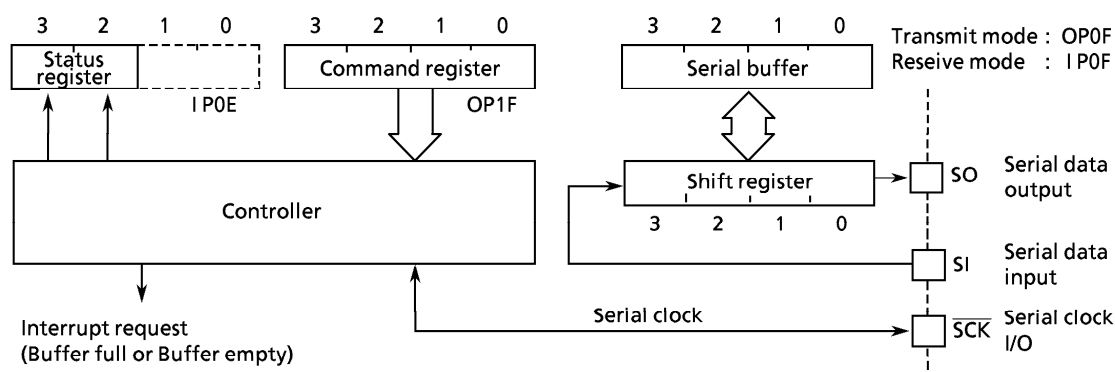 3 2 1 0
Status
register
IP0E
3 2 1 0
Command register
OP1F
3 2 1 0
Serial buffer
Transmit mode : OP0F
Reseive mode : IP0F
Controller
Shift register
3 2 1 0
SO
Serial data
output
SI
Serial data
input
Serial clock
SCK
Serial clock
I/O
Interrupt request
(Buffer full or Buffer empty)